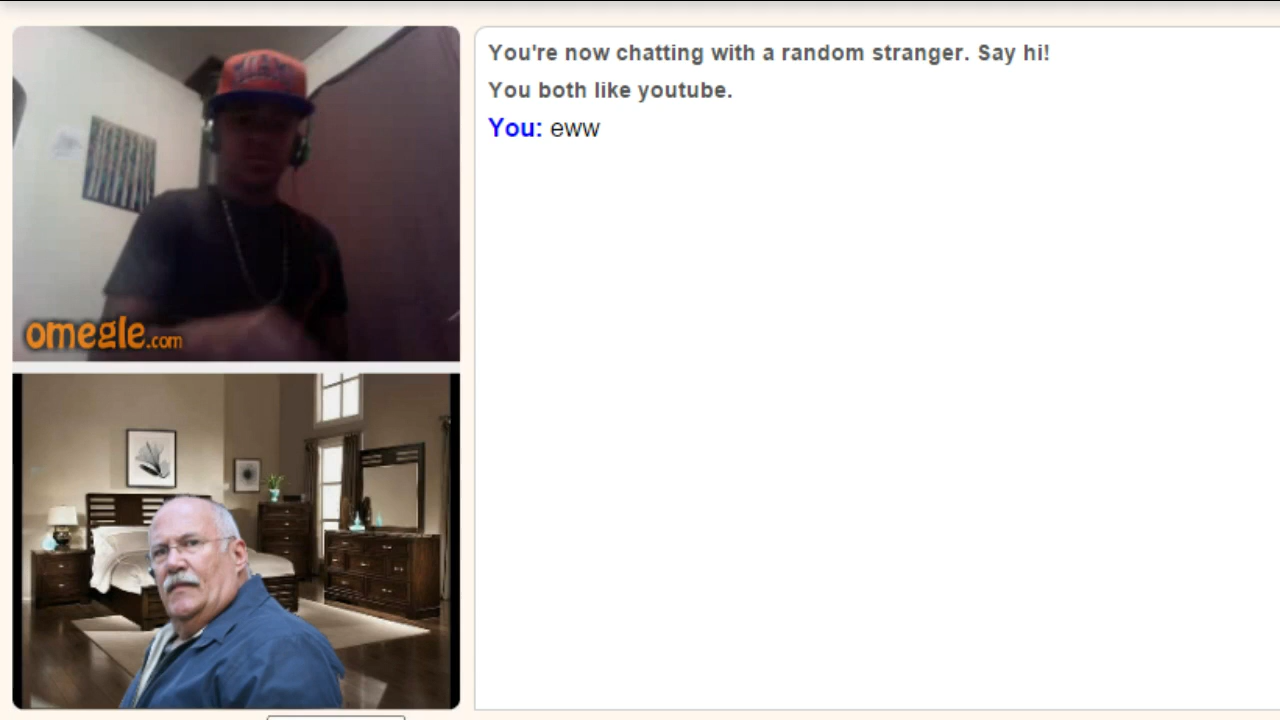 You're now chatting with a random stranger. Say hi!
You both like youtube.
You: eww
omegle.com